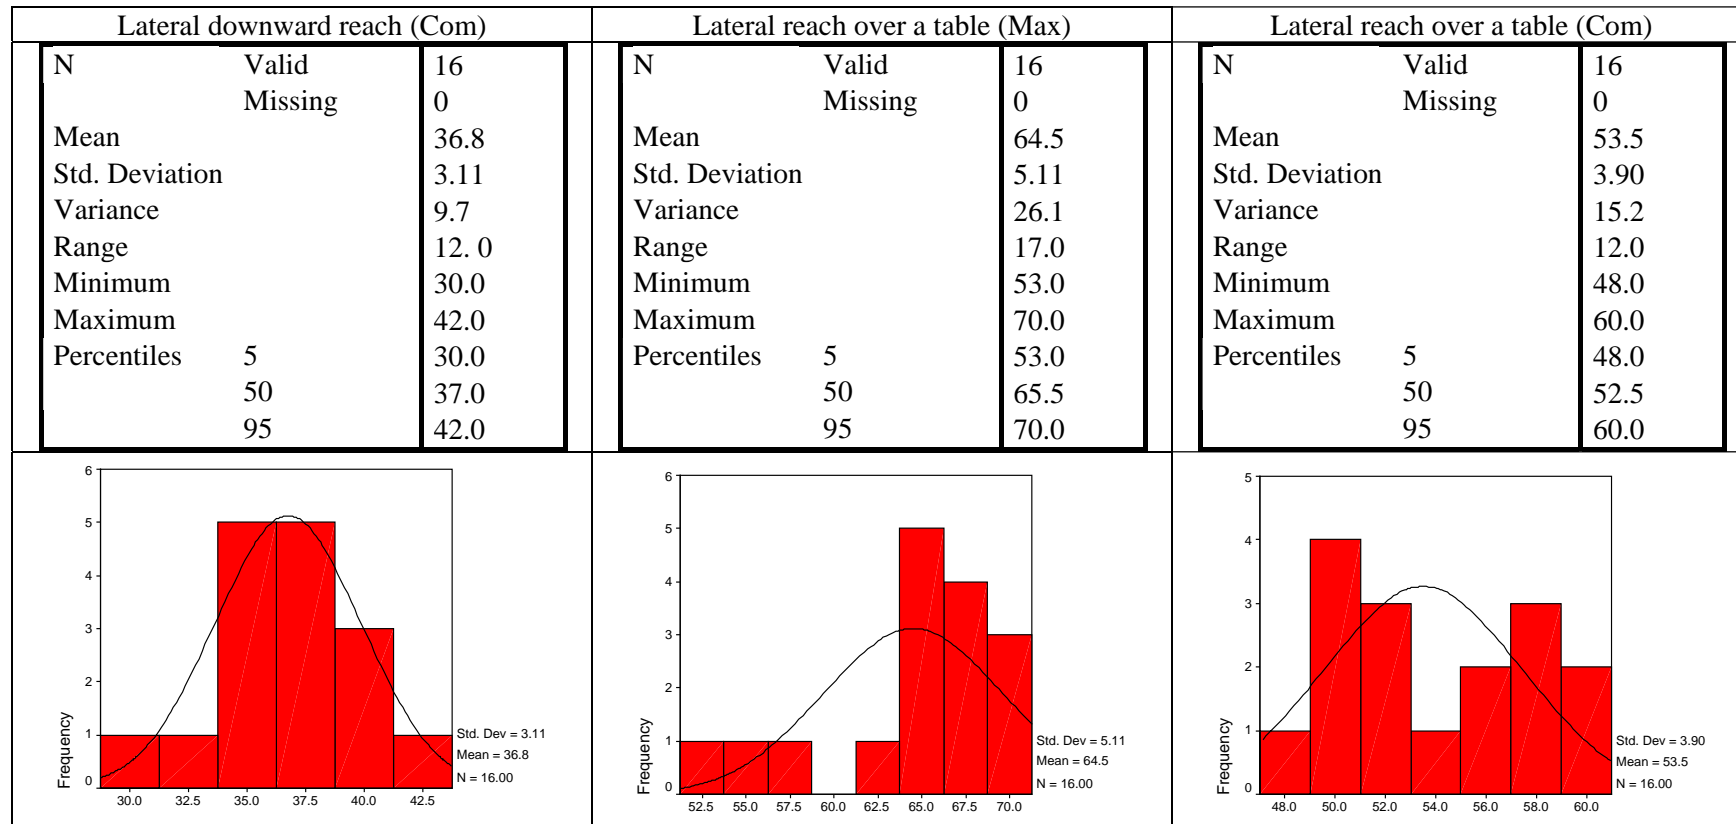 Lateral downward reach (Com)
N Valid 16
Missing 0
Mean 36.8
Std. Deviation 3.11
Variance 9.7
Range 12. 0
Minimum 30.0
Maximum 42.0
Percentiles 5 30.0
50 37.0
95 42.0
Lateral reach over a table (Max)
N Valid 16
Missing 0
Mean 64.5
Std. Deviation 5.11
Variance 26.1
Range 17.0
Minimum 53.0
Maximum 70.0
Percentiles 5 53.0
50 65.5
95 70.0
Lateral reach over a table (Com)
N Valid 16
Missing 0
Mean 53.5
Std. Deviation 3.90
Variance 15.2
Range 12.0
Minimum 48.0
Maximum 60.0
Percentiles 5 48.0
50 52.5
95 60.0
6
5
4
3
2
1
0
Frequency
30.0 32.5 35.0 37.5 40.0 42.5
Std. Dev = 3.11
Mean = 36.8
N = 16.00
6
5
4
3
2
1
0
Frequency
52.5 55.0 57.5 60.0 62.5 65.0 67.5 70.0
Std. Dev = 5.11
Mean = 64.5
N = 16.00
5
4
3
2
1
0
Frequency
48.0 50.0 52.0 54.0 56.0 58.0 60.0
Std. Dev = 3.90
Mean = 53.5
N = 16.00